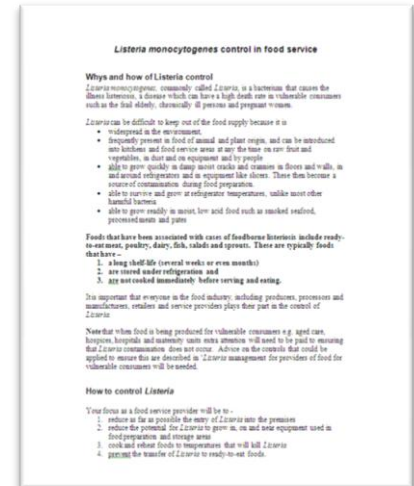 Listeria monocytogenes control in food service
Whys and how of Listeria control
Listeria monocytogenes, commonly called Listeria, is a bacterium that causes the
illness listeriosis, a disease which can have a high death rate in vulnerable consumers
such as the frail elderly, chronically ill persons and pregnant women.
Listeria can be difficult to keep out of the food supply because it is
• widespread in the environment,
• frequently present in food of animal and plant origin, and can be introduced
into kitchens and food service areas at any the time on raw fruit and
vegetables, in dust and on equipment and by people
• able to grow quickly in damp moist cracks and crannies in floors and walls, in
and around refrigerators and in equipment like slicers. These then become a
source of contamination during food preparation.
• able to survive and grow at refrigerator temperatures, unlike most other
harmful bacteria
• able to grow readily in moist, low acid food such as smoked seafood,
processed meats and pates
Foods that have been associated with cases of foodborne listeriosis include ready-
to-eat meat, poultry, dairy, fish, salads and sprouts. These are typically foods
that have –
1. a long shelf-life (several weeks or even months)
2. are stored under refrigeration and
3. are not cooked immediately before serving and eating.
It is important that everyone in the food industry, including producers, processors and
manufacturers, retailers and service providers plays their part in the control of
Listeria
Note that when food is being produced for vulnerable consumers e.g. aged care,
hospices, hospitals and maternity units extra attention will need to be paid to ensuring
that Listeria contamination does not occur. Advice on the controls that could be
applied to ensure this are described in 'Listeria management for providers of food for
vulnerable consumers will be needed.
How to control Listeria
Your focus as a food service provider will be to -
1. reduce as far as possible the entry of Listeria into the premises
2. reduce the potential for Listeria to grow in, on and near equipment used in
food preparation and storage areas
3. cook and reheat foods to temperatures that will kill Listeria
4. prevent the transfer of Listeria to ready-to-eat foods.